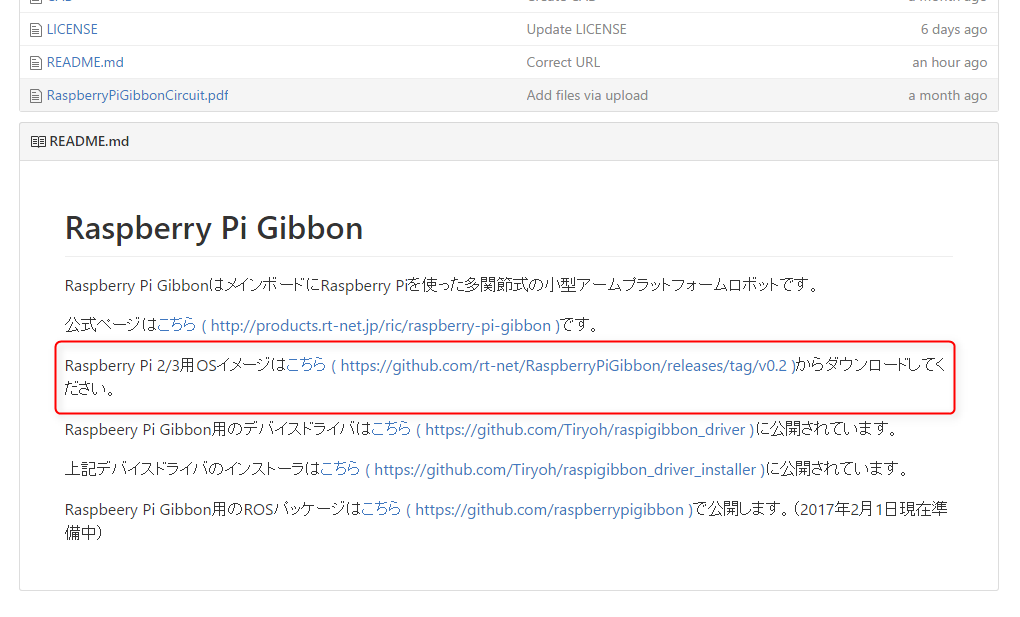 LICENSE Update LICENSE 6 days ago
README.md Correct URL an hour ago
RaspberryPiGibbonCircuit.pdf Add files via upload a month ago
README.md
Raspberry Pi Gibbon
Raspberry Pi GibbonはメインボードにRaspberry Piを使った多関節式の小型アームプラットフォームロボットです。
公式ページはこちら ( http://products.rt-net.jp/ric/raspberry-pi-gibbon )です。
Raspberry Pi 2/3用OSイメージはこちら ( https://github.com/rt-net/RaspberryPiGibbon/releases/tag/v0.2 )からダウンロードしてく
ださい。
Raspbeery Pi Gibbon用のデバイスドライバはこちら ( https://github.com/Tiryoh/raspigibbon_driver )に公開されています。
上記デバイスドライバのインストーラはこちら ( https://github.com/Tiryoh/raspigibbon_driver_installer )に公開されています。
Raspbeery Pi Gibbon用のROSパッケージはこちら ( https://github.com/raspberrypigibbon )で公開します。（2017年2月1日現在準
備中）